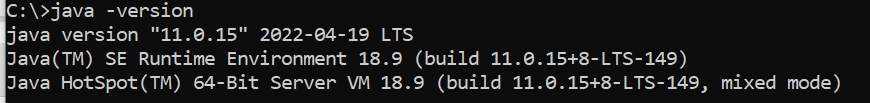 C:\>java -version
java version "11.0.15" 2022-04-19 LTS
Java(TM) SE Runtime Environment 18.9 (build 11.0.15+8-LTS-149)
Java HotSpot(TM) 64-Bit Server VM 18.9 (build 11.0.15+8-LTS-149, mixed mode)